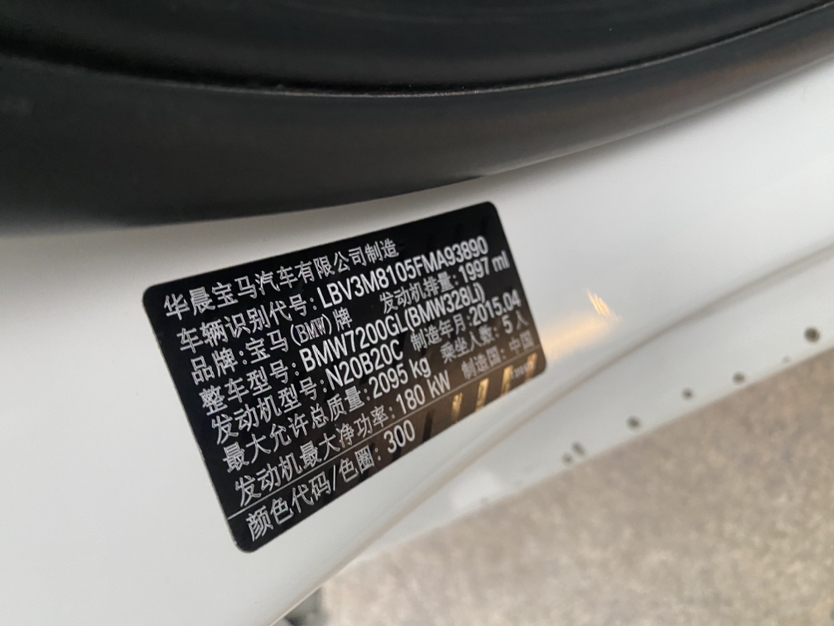 华晨宝马汽车有限公司制造
车辆识别代号: LBV3M8105FMA93890
品牌: 宝马(BMW)牌 发动机排量: 1997 ml
整车型号: BMW7200GL(BMW328Li)
发动机型号: N20B20C 制造年月: 2015.04
最大允许总质量: 2095 kg 乘坐人数: 5 人
发动机最大净功率: 180 kW 制造国: 中国
颜色代码/色圈: 300